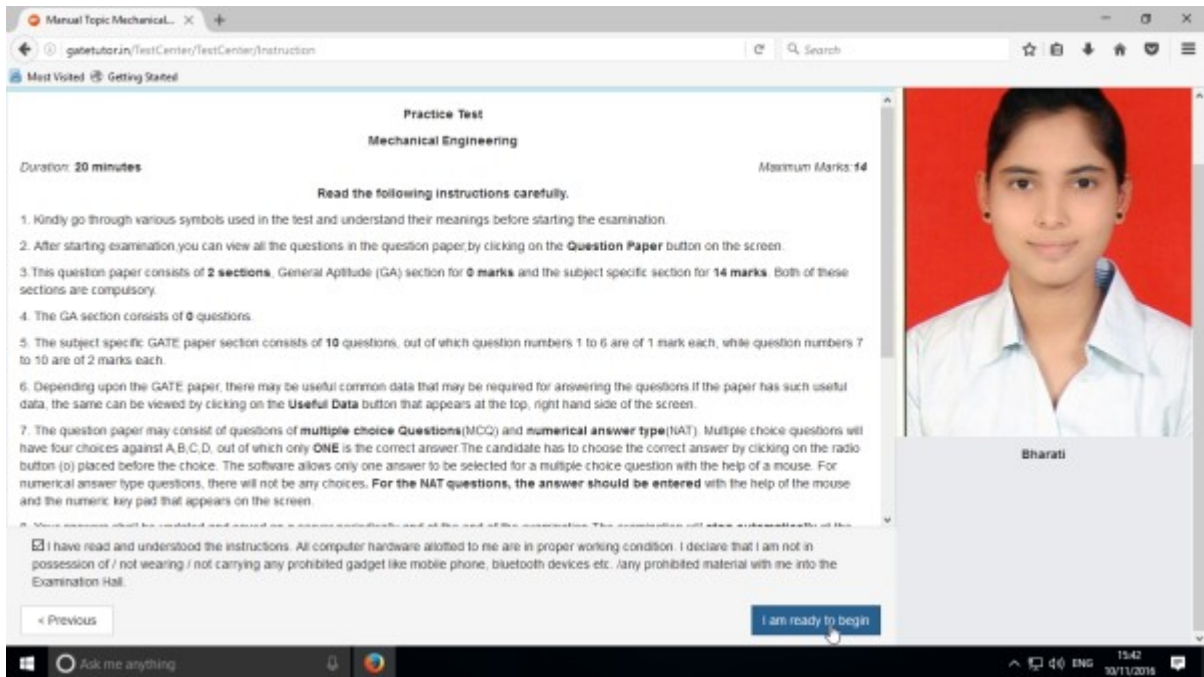 Manual Topic Mechanical...
gatetutor.in/TestCenter/TestCenter/Instruction
Search
Most Visited Getting Started
Practice Test
Mechanical Engineering
Duration: 20 minutes Maximum Marks:14
Read the following instructions carefully.
1. Kindly go through various symbols used in the test and understand their meanings before starting the examination.
2. After starting examination,you can view all the questions in the question paper,by clicking on the Question Paper button on the screen.
3.This question paper consists of 2 sections, General Aptitude (GA) section for 0 marks and the subject specific section for 14 marks. Both of these
sections are compulsory.
4. The GA section consists of 0 questions.
5. The subject specific GATE paper section consists of 10 questions, out of which question numbers 1 to 6 are of 1 mark each, while question numbers 7
to 10 are of 2 marks each.
6. Depending upon the GATE paper, there may be useful common data that may be required for answering the questions.If the paper has such useful
data, the same can be viewed by clicking on the Useful Data button that appears at the top, right hand side of the screen.
7. The question paper may consist of questions of multiple choice Questions(MCQ) and numerical answer type(NAT). Multiple choice questions will
have four choices against A,B,C,D, out of which only ONE is the correct answer.The candidate has to choose the correct answer by clicking on the radio
button (o) placed before the choice. The software allows only one answer to be selected for a multiple choice question with the help of a mouse. For
numerical answer type questions, there will not be any choices. For the NAT questions, the answer should be entered with the help of the mouse
and the numeric key pad that appears on the screen.
I have read and understood the instructions. All computer hardware allotted to me are in proper working condition. I declare that I am not in
possession of / not wearing / not carrying any prohibited gadget like mobile phone, bluetooth devices etc. /any prohibited material with me into the
Examination Hall.
< Previous
I am ready to begin
Bharati
Ask me anything
ENG
15:42
10/11/2016